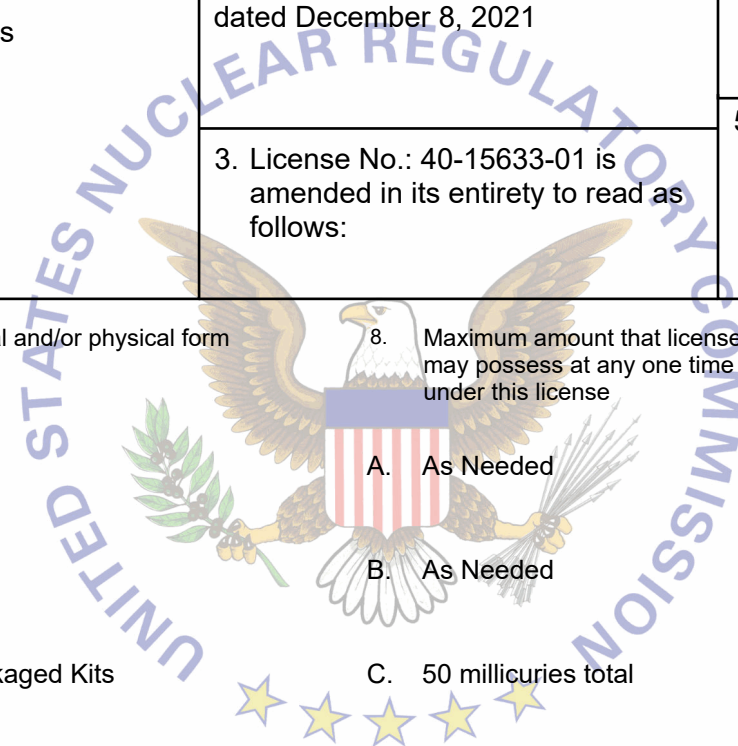 s
dated December 8, 2021
3. License No.: 40-15633-01 is
amended in its entirety to read as
follows:
UNITED STATES NUCLEAR REGULATORY COMMISSION
and/or physical form
8. Maximum amount that license
may possess at any one time
under this license
A. As Needed
B. As Needed
kaged Kits
C. 50 millicuries total